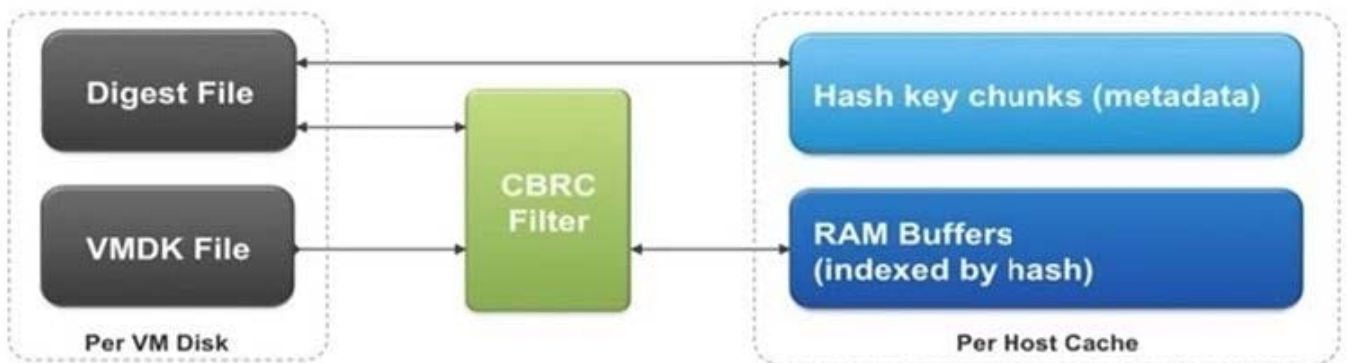 Digest File
Hash key chunks (metadata)
CBRC
Filter
VMDK File
RAM Buffers
(indexed by hash)
Per VM Disk
Per Host Cache